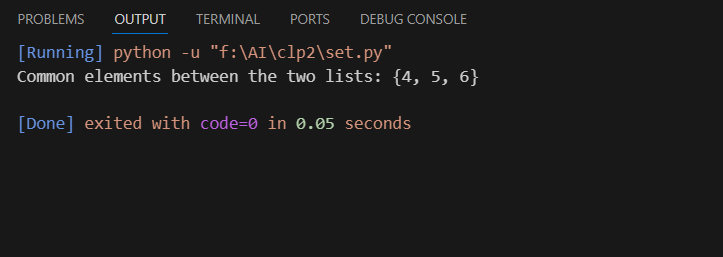 PROBLEMS OUTPUT TERMINAL PORTS DEBUG CONSOLE
[Running] python -u "f:\AI\clp2\set.py"
Common elements between the two lists: {4, 5, 6}
[Done] exited with code=0 in 0.05 seconds